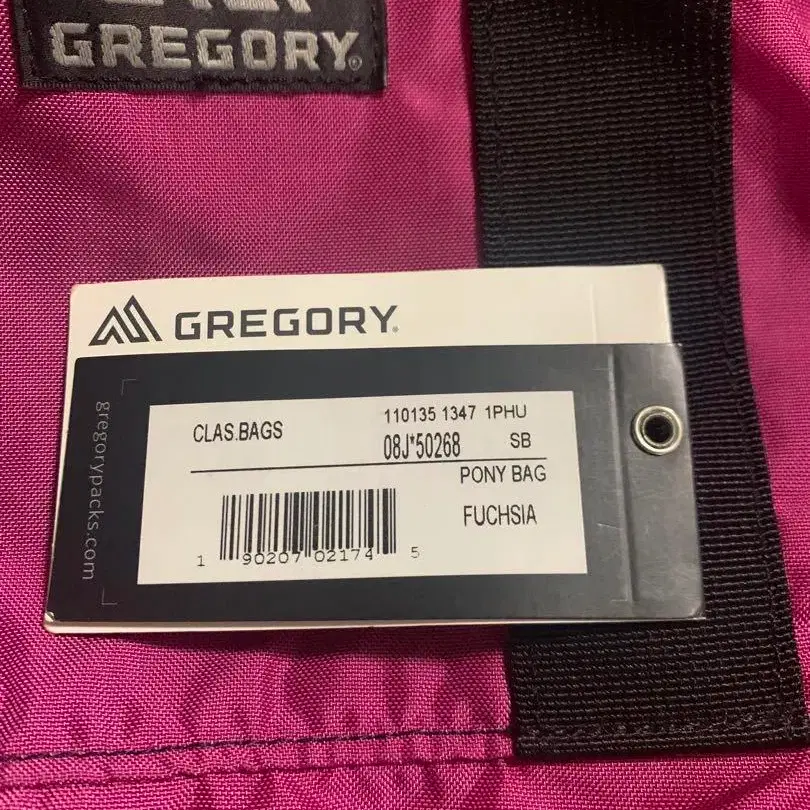 GREGORY®
GREGORY®
gregorypacks.com
CLAS.BAGS
110135 1347 1PHU
08J*50268 SB
PONY BAG
FUCHSIA
1 90207 02174 5